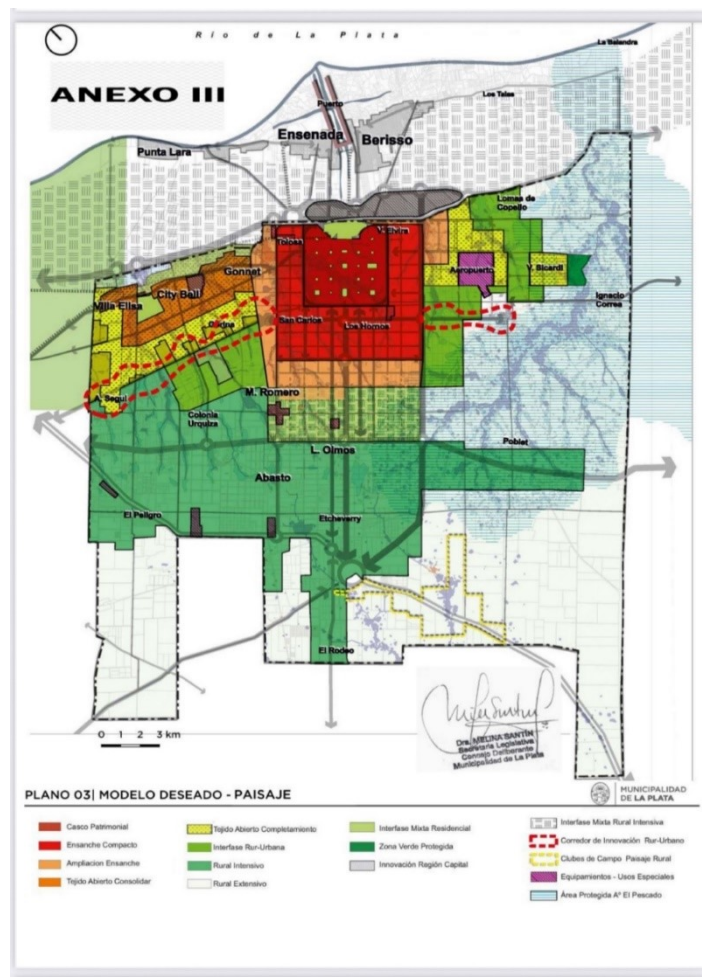 Río de La Plata
La Balandra
ANEXO III
Puerto
Los Talas
Ensenada
Berisso
Punta Lara
Lomas de
Copello
Tolosa
V. Elvira
Gonnet
Aeropuerto
V. Sicardi
City Bell
Villa Elisa
Ignacio
Correa
Gorina
San Carlos
Los Hornos
A. Segui
M. Romero
Colonia
Urquiza
L. Olmos
Poblet
Abasto
El Peligro
Etcheverry
El Rodeo
Dra. MELINA SANTÍN
Secretaria Legislativa
Concejo Deliberante
Municipalidad de La Plata
0 1 2 3 km
PLANO 03| MODELO DESEADO - PAISAJE
MUNICIPALIDAD
DE LA PLATA
Casco Patrimonial
Ensanche Compacto
Ampliacion Ensanche
Tejido Abierto Consolidar
Tejido Abierto Completamiento
Interfase Rur-Urbana
Rural Intensivo
Rural Extensivo
Interfase Mixta Residencial
Zona Verde Protegida
Innovación Región Capital
Interfase Mixta Rural Intensiva
Corredor de Innovación Rur-Urbano
Clubes de Campo Paisaje Rural
Equipamientos - Usos Especiales
Área Protegida Aº El Pescado